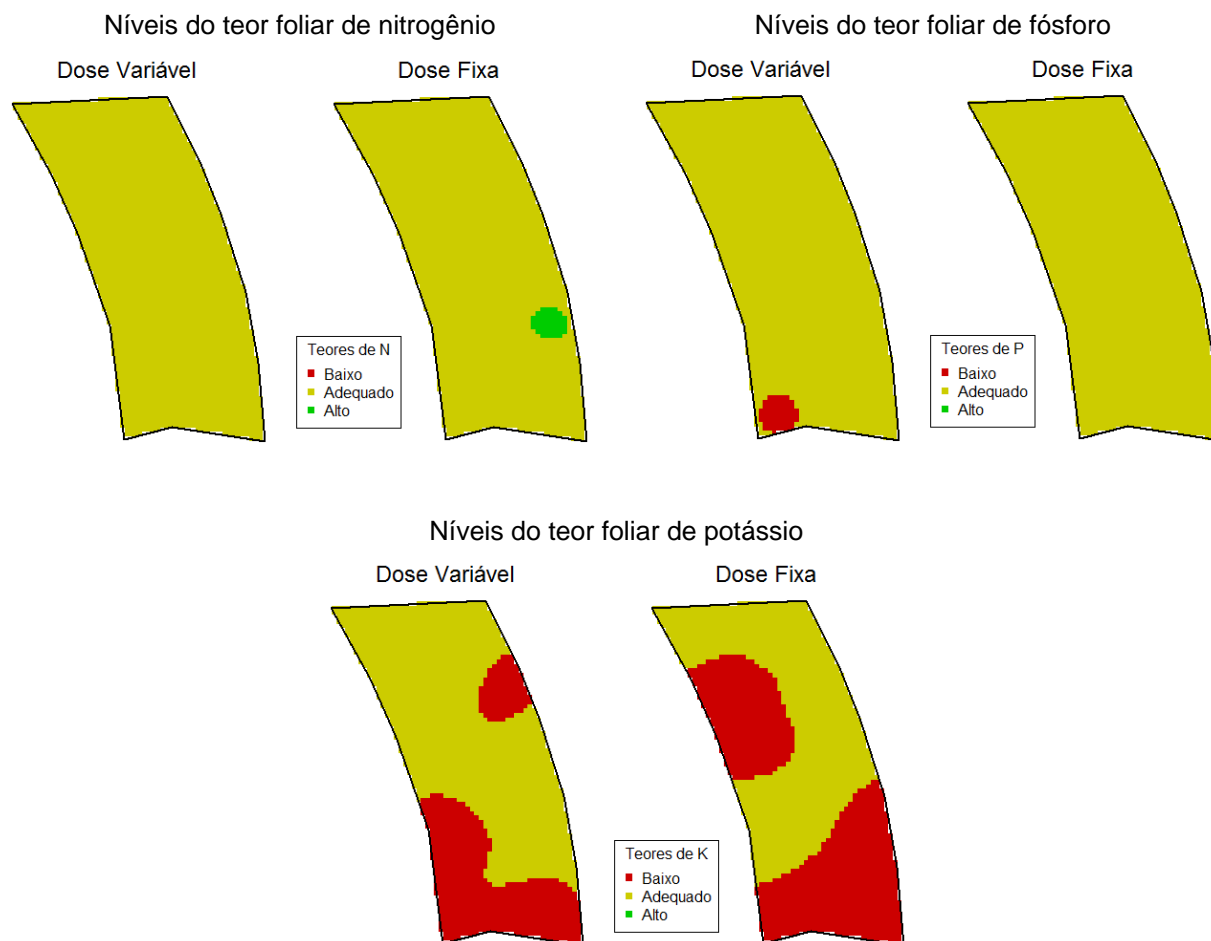 Níveis do teor foliar de nitrogênio
Dose Variável
Dose Fixa
Teores de N
Baixo
Adequado
Alto
Níveis do teor foliar de fósforo
Dose Variável
Dose Fixa
Teores de P
Baixo
Adequado
Alto
Níveis do teor foliar de potássio
Dose Variável
Dose Fixa
Teores de K
Baixo
Adequado
Alto